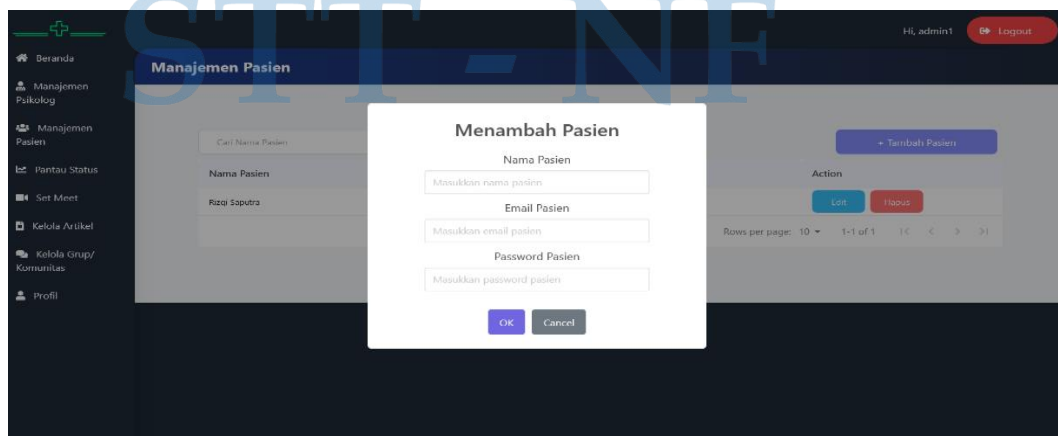 STT - NF
Hi, admin1
Logout
Beranda
Manajemen Psikolog
Manajemen Pasien
Pantau Status
Set Meet
Kelola Artikel
Kelola Grup/
Komunitas
Profil
Manajemen Pasien
Cari Nama Pasien
+ Tambah Pasien
Nama Pasien
Action
Rizqi Saputra
Edit
Hapus
Rows per page: 10
1-1 of 1
Menambah Pasien
Nama Pasien
Masukkan nama pasien
Email Pasien
Masukkan email pasien
Password Pasien
Masukkan password pasien
OK
Cancel